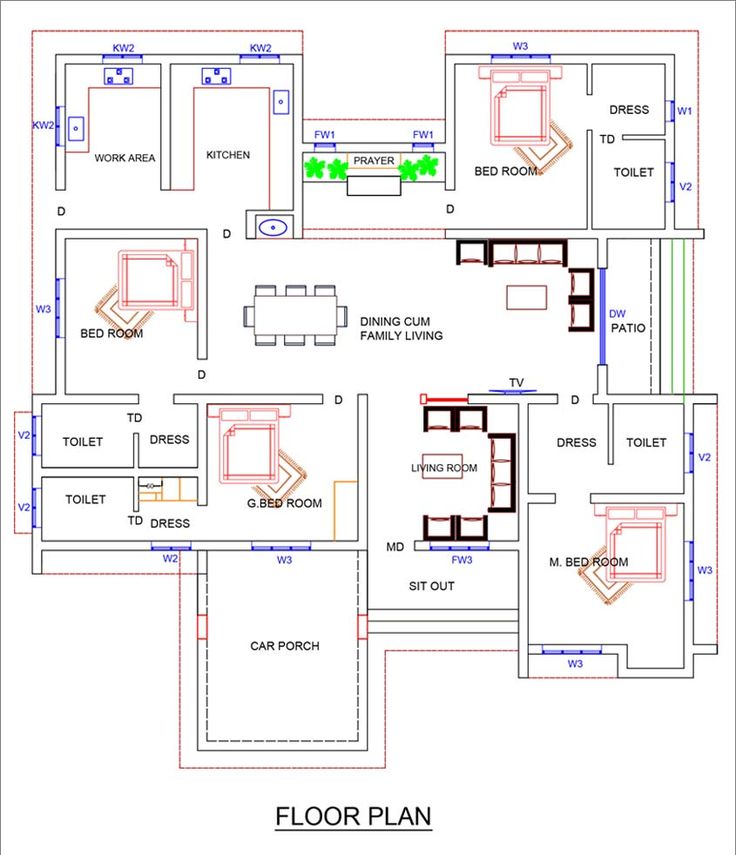 KW2
KW2
W3
KW2
WORK AREA
KITCHEN
FW1
FW1
PRAYER
BED ROOM
DRESS
W1
TD
TOILET
V2
D
D
D
W3
BED ROOM
DINING CUM
FAMILY LIVING
DW
PATIO
D
TV
D
D
V2
TOILET
TD
DRESS
LIVING ROOM
DRESS
TOILET
V2
V2
TOILET
TD
DRESS
G.BED ROOM
MD
W2
W3
FW3
M. BED ROOM
W3
SIT OUT
CAR PORCH
W3
FLOOR PLAN